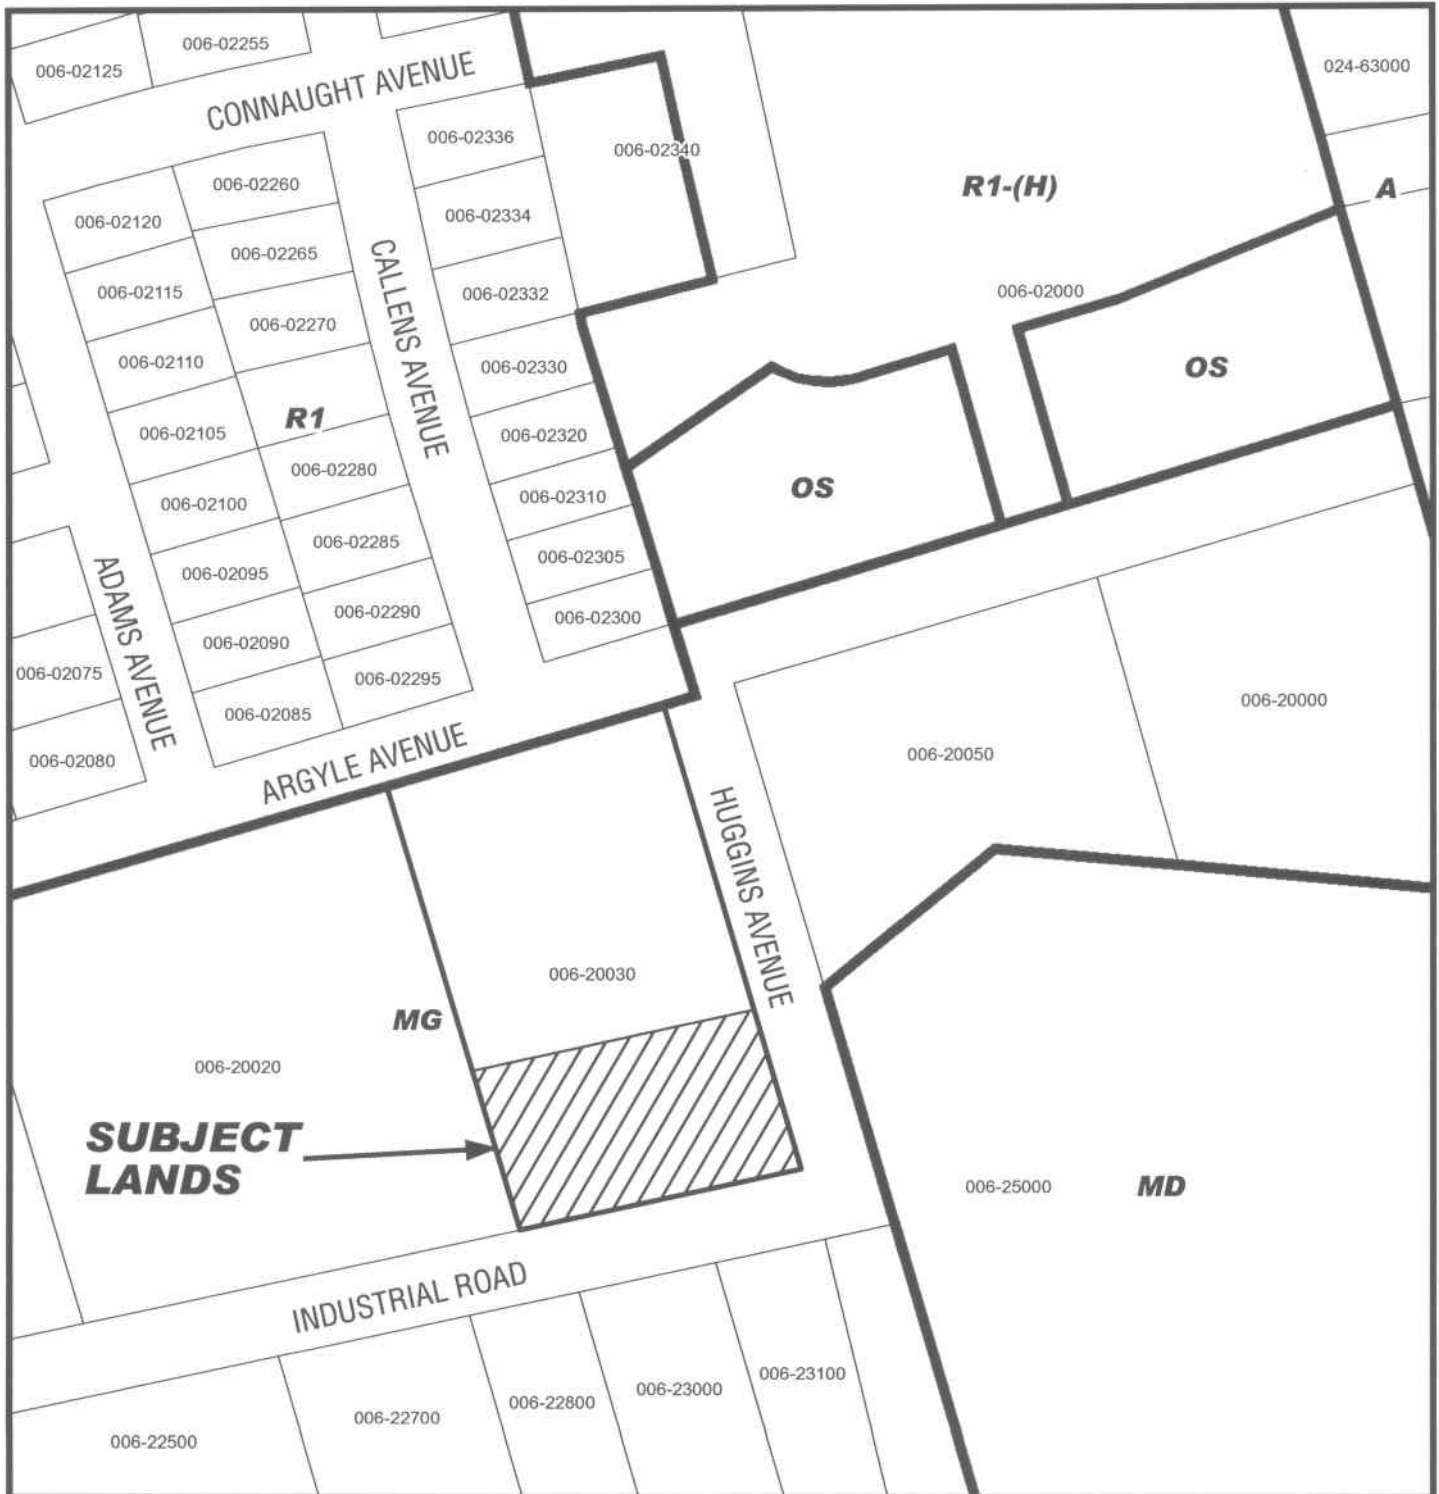 006-02125
006-02255
CONNAUGHT AVENUE
024-63000
006-02336
006-02340
R1-(H)
A
006-02120
006-02260
006-02334
006-02115
006-02265
CALLENS AVENUE
006-02332
006-02000
006-02110
006-02270
006-02330
OS
006-02105
R1
006-02320
006-02100
006-02280
006-02310
OS
006-02095
006-02285
006-02305
ADAMS AVENUE
006-02090
006-02290
006-02300
006-02075
006-02085
006-02295
006-20000
006-02080
ARGYLE AVENUE
006-20050
HUGGINS AVENUE
006-20030
MG
006-20020
SUBJECT
LANDS
006-25000
MD
INDUSTRIAL ROAD
006-22500
006-22700
006-22800
006-23000
006-23100